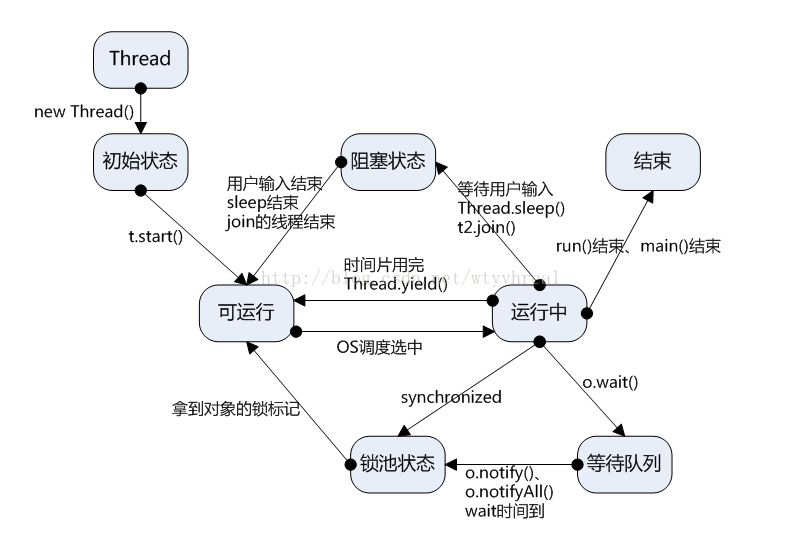 Thread
new Thread()
初始状态
阻塞状态
结束
用户输入结束
sleep结束
join的线程结束
等待用户输入
Thread.sleep()
t2.join()
t.start()
run()结束、main()结束
时间片用完
http://blog.csdn.net/wtyvhreal
Thread.yield()
可运行
运行中
OS调度选中
o.wait()
synchronized
拿到对象的锁标记
锁池状态
等待队列
o.notify()、
o.notifyAll()
wait时间到